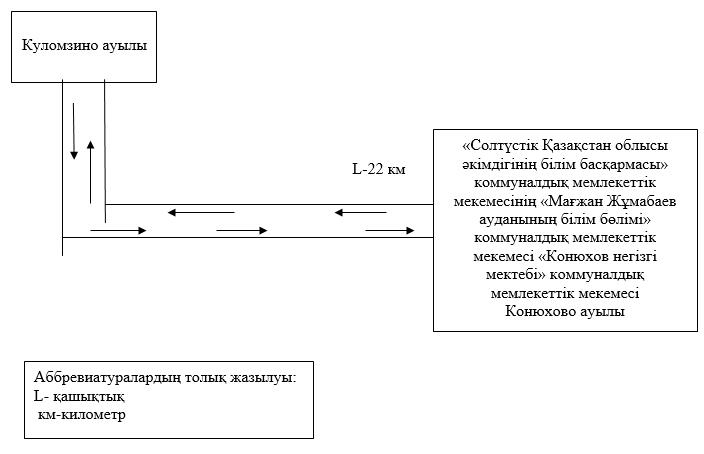 Куломзино ауылы
L-22 км
«Солтүстік Қазақстан облысы
әкімдігінің білім басқармасы»
коммуналдық мемлекеттік
мекемесінің «Мағжан Жұмабаев
ауданының білім бөлімі»
коммуналдық мемлекеттік
мекемесі «Конюхов негізгі
мектебі» коммуналдық
мемлекеттік мекемесі
Конюхово ауылы
Аббревиатуралардың толық жазылуы:
L- қашықтық
км-километр